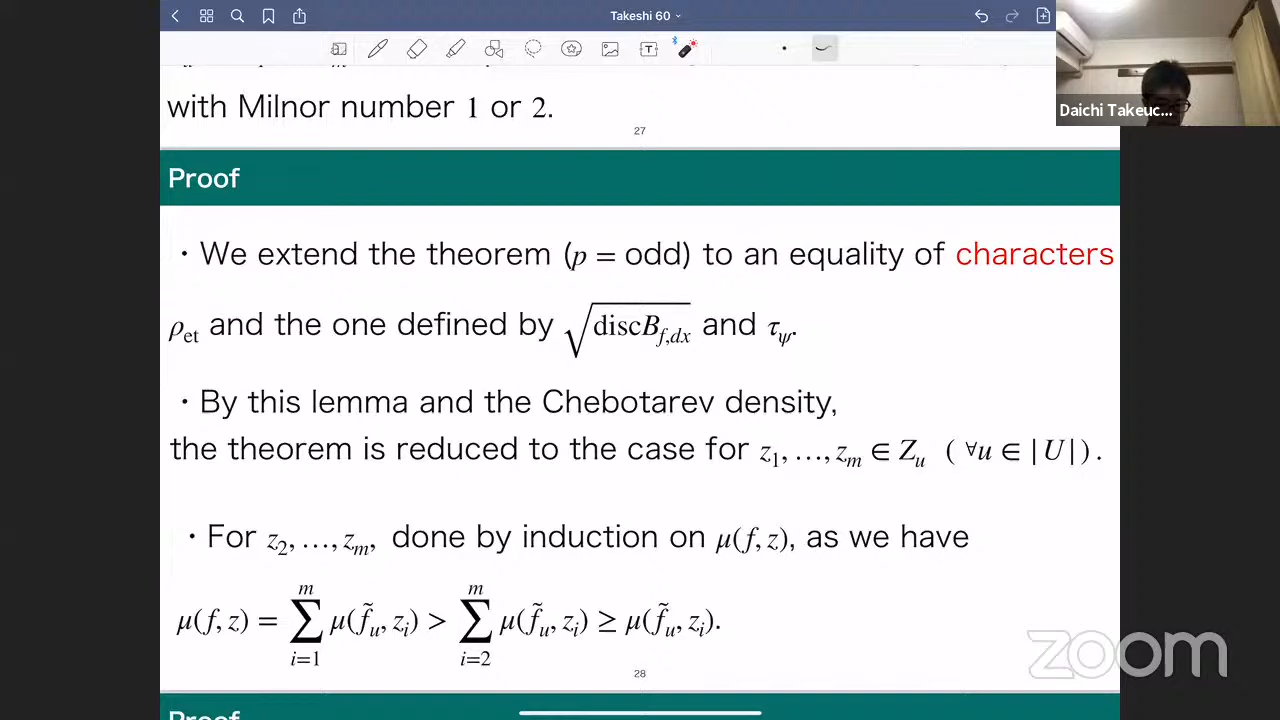 Takeshi 60
Daichi Takeuc...
with Milnor number 1 or 2.
27
Proof
・We extend the theorem (p = odd) to an equality of characters
ρ_et and the one defined by √(discB_{f,dx}) and τ_ψ.
・By this lemma and the Chebotarev density,
the theorem is reduced to the case for z_1, …, z_m ∈ Z_u ( ∀u ∈ |U| ) .
・For z_2, …, z_m, done by induction on μ(f, z), as we have
μ(f, z) = ∑_{i=1}^{m} μ(f̃_u, z_i) > ∑_{i=2}^{m} μ(f̃_u, z_i) ≥ μ(f̃_u, z_i).
28
zoom
Proof